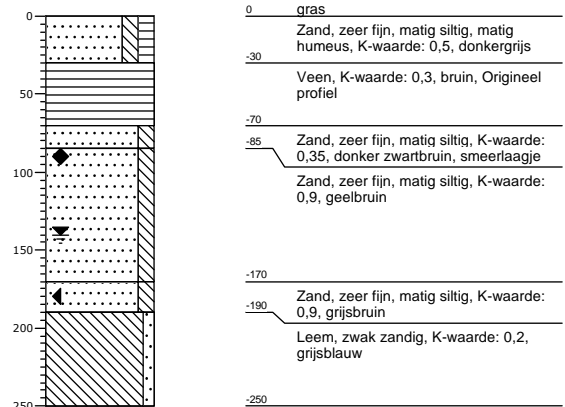 0
50
100
150
200
250
0 gras
Zand, zeer fijn, matig siltig, matig
humeus, K-waarde: 0,5, donkergrijs
-30
Veen, K-waarde: 0,3, bruin, Origineel
profiel
-70
Zand, zeer fijn, matig siltig, K-waarde:
0,35, donker zwartbruin, smeerlaagje
-85
Zand, zeer fijn, matig siltig, K-waarde:
0,9, geelbruin
-170
Zand, zeer fijn, matig siltig, K-waarde:
0,9, grijsbruin
-190
Leem, zwak zandig, K-waarde: 0,2,
grijsblauw
-250